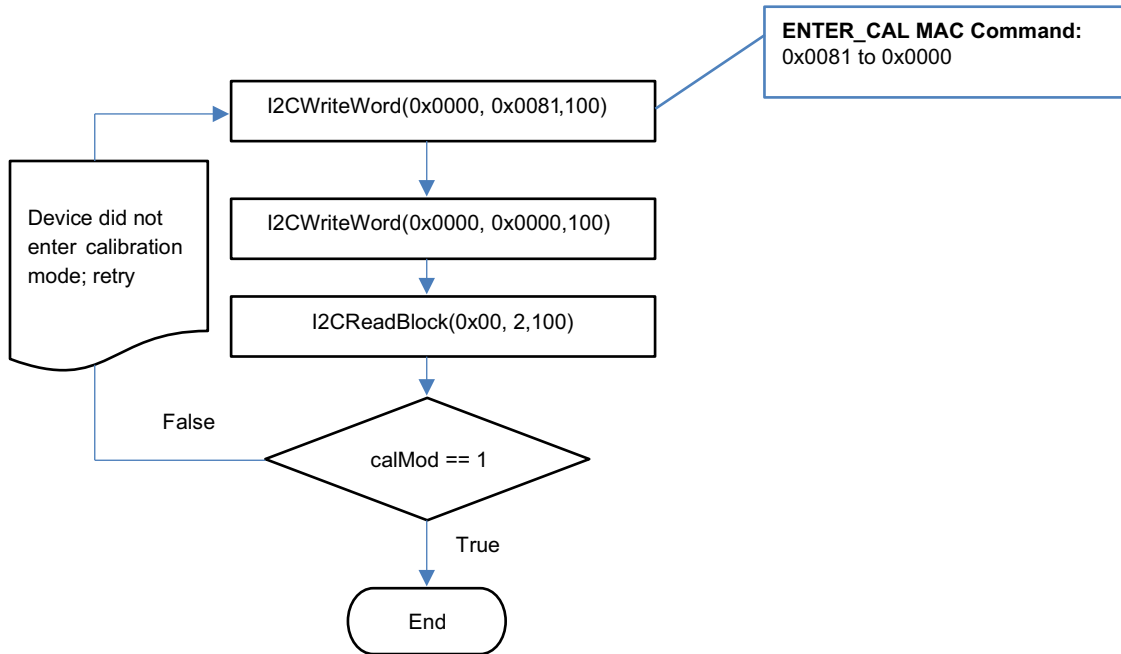 ENTER_CAL MAC Command:
0x0081 to 0x0000
I2CWriteWord(0x0000, 0x0081,100)
Device did not
enter calibration
mode; retry
I2CWriteWord(0x0000, 0x0000,100)
I2CReadBlock(0x00, 2,100)
False
calMod == 1
True
End